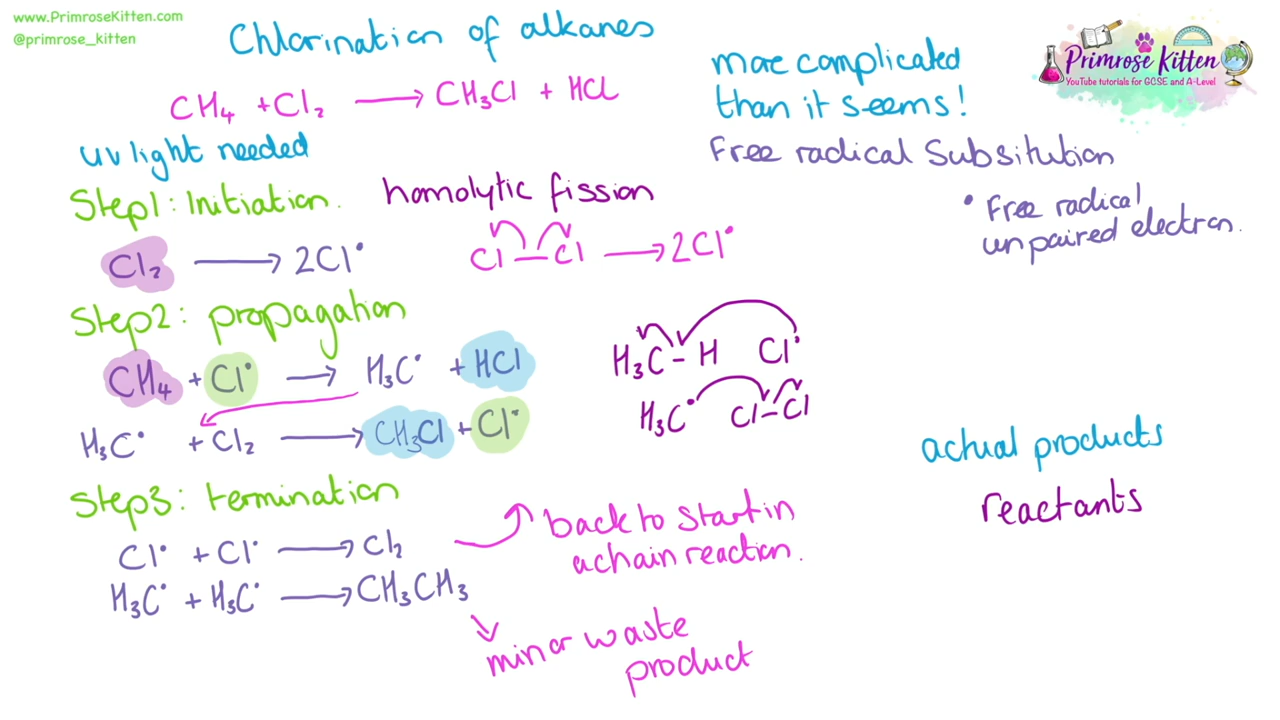 www.PrimroseKitten.com
@primrose_kitten
Chlorination of alkanes
CH₄ + Cl₂ ⟶ CH₃Cl + HCl
more complicated
than it seems!
Primrose Kitten
YouTube tutorials for GCSE and A-Level
uv light needed
Free radical Subsitution
Step1: Initiation.
homolytic fission
• Free radical
unpaired electron.
Cl₂ ⟶ 2Cl•
Cl — Cl ⟶ 2Cl•
Step2: propagation
CH₄ + Cl• ⟶ H₃C• + HCl
H₃C - H Cl•
H₃C• + Cl₂ ⟶ CH₃Cl + Cl•
H₃C• Cl-Cl
actual products
reactants
Step3: termination
Cl• + Cl• ⟶ Cl₂
back to start in
a chain reaction.
H₃C• + H₃C• ⟶ CH₃CH₃
minor waste
product